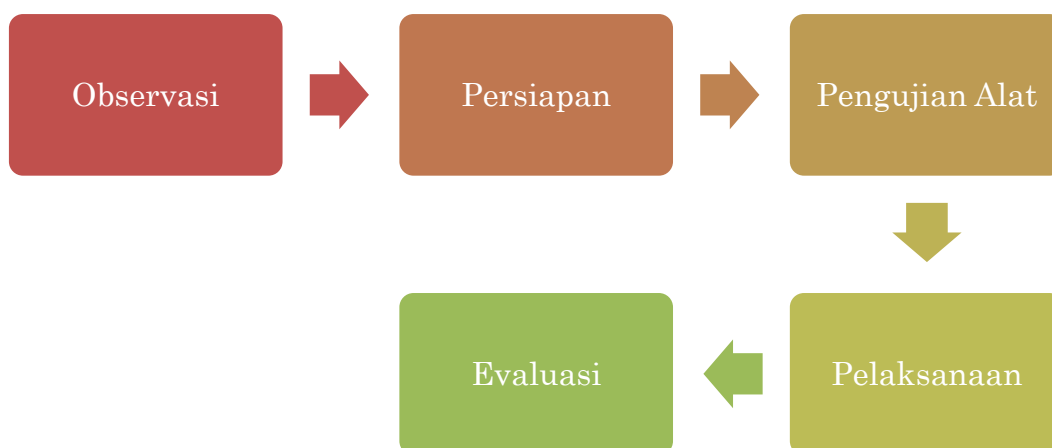 Observasi
Persiapan
Pengujian Alat
Pelaksanaan
Evaluasi